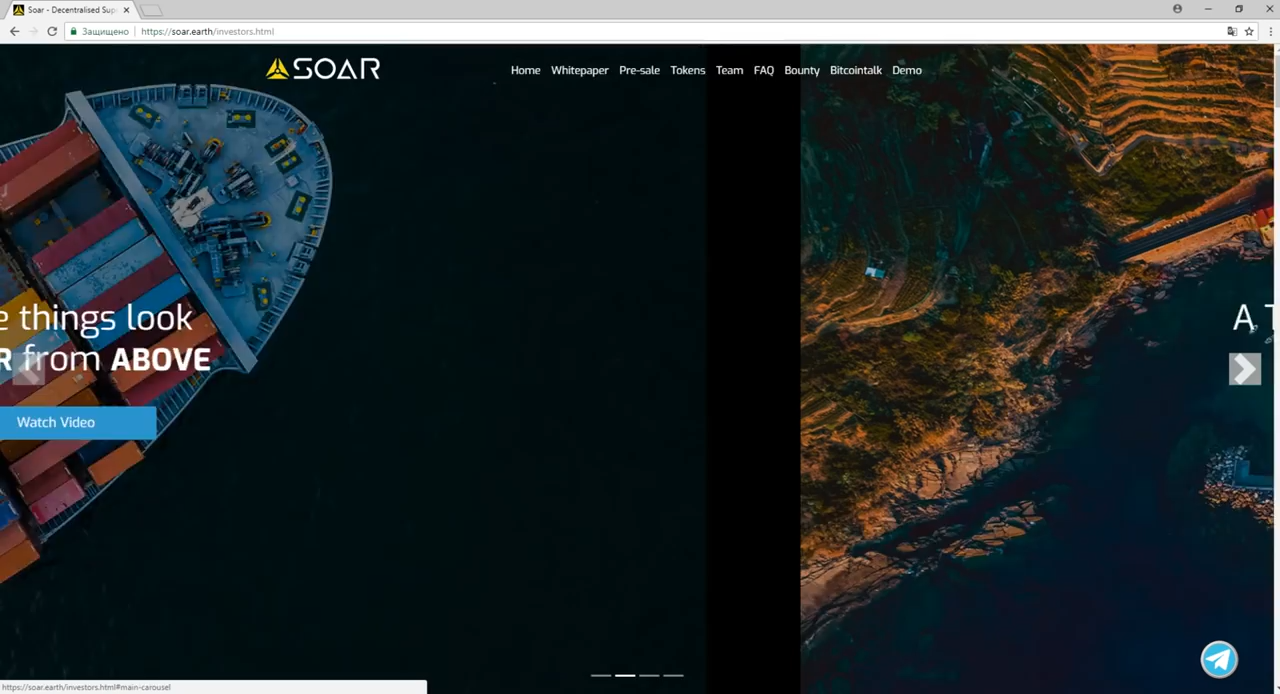 Soar - Decentralised Sup
Защищено
https://soar.earth/investors.html
SOAR
Home Whitepaper Pre-sale Tokens Team FAQ Bounty Bitcointalk Demo
e things look
R from ABOVE
A T
Watch Video
https://soar.earth/investors.html#main-carousel